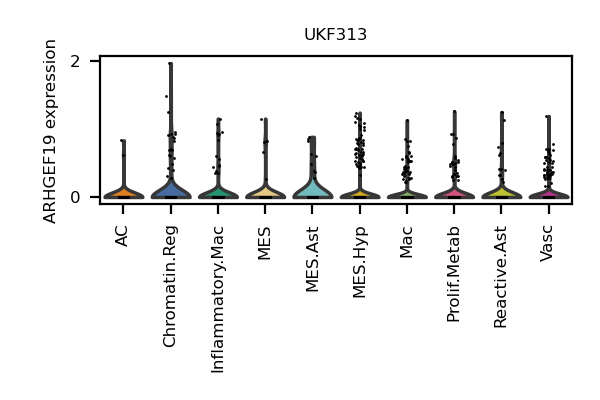 UKF313
ARHGEF19 expression
2
0
AC
Chromatin.Reg
Inflammatory.Mac
MES
MES.Ast
MES.Hyp
Mac
Prolif.Metab
Reactive.Ast
Vasc